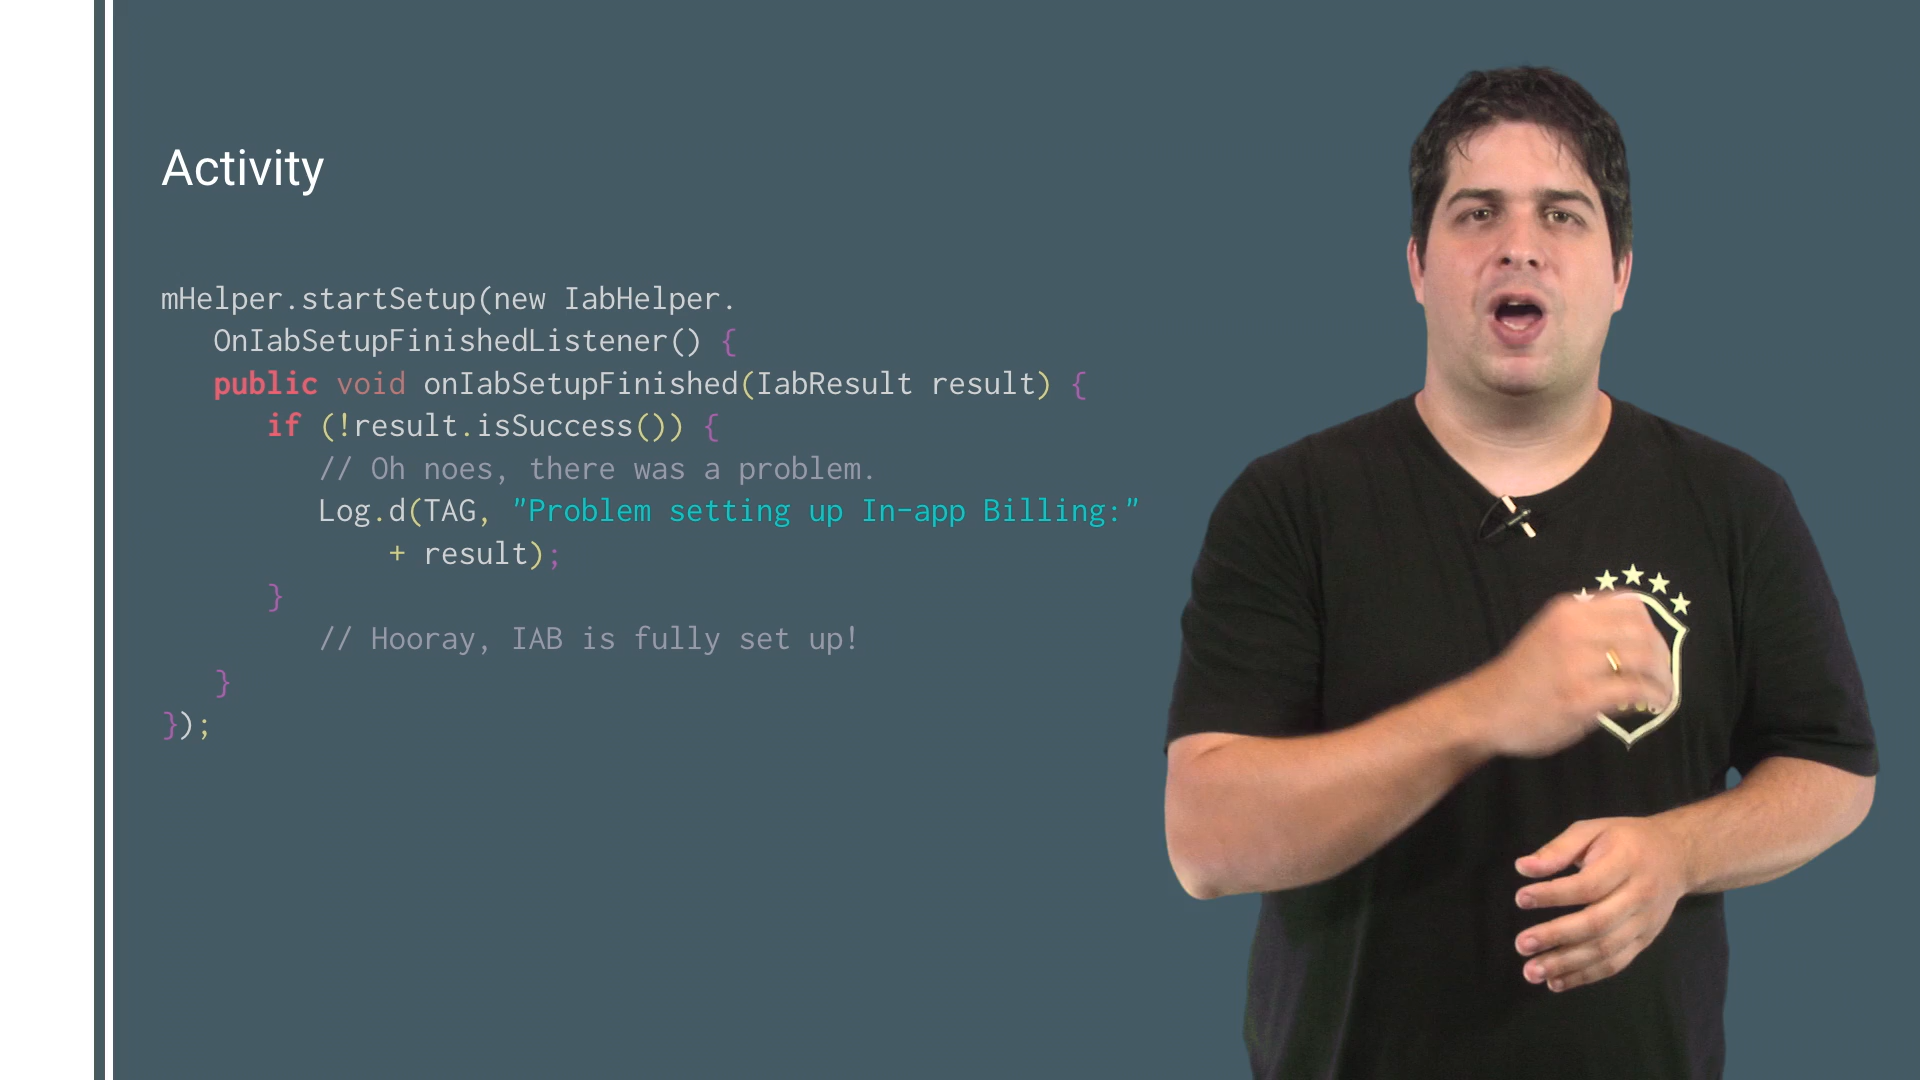 Activity
mHelper.startSetup(new IabHelper.
OnIabSetupFinishedListener() {
public void onIabSetupFinished(IabResult result) {
if (!result.isSuccess()) {
// Oh noes, there was a problem.
Log.d(TAG, "Problem setting up In-app Billing:"
+ result);
}
// Hooray, IAB is fully set up!
}
});